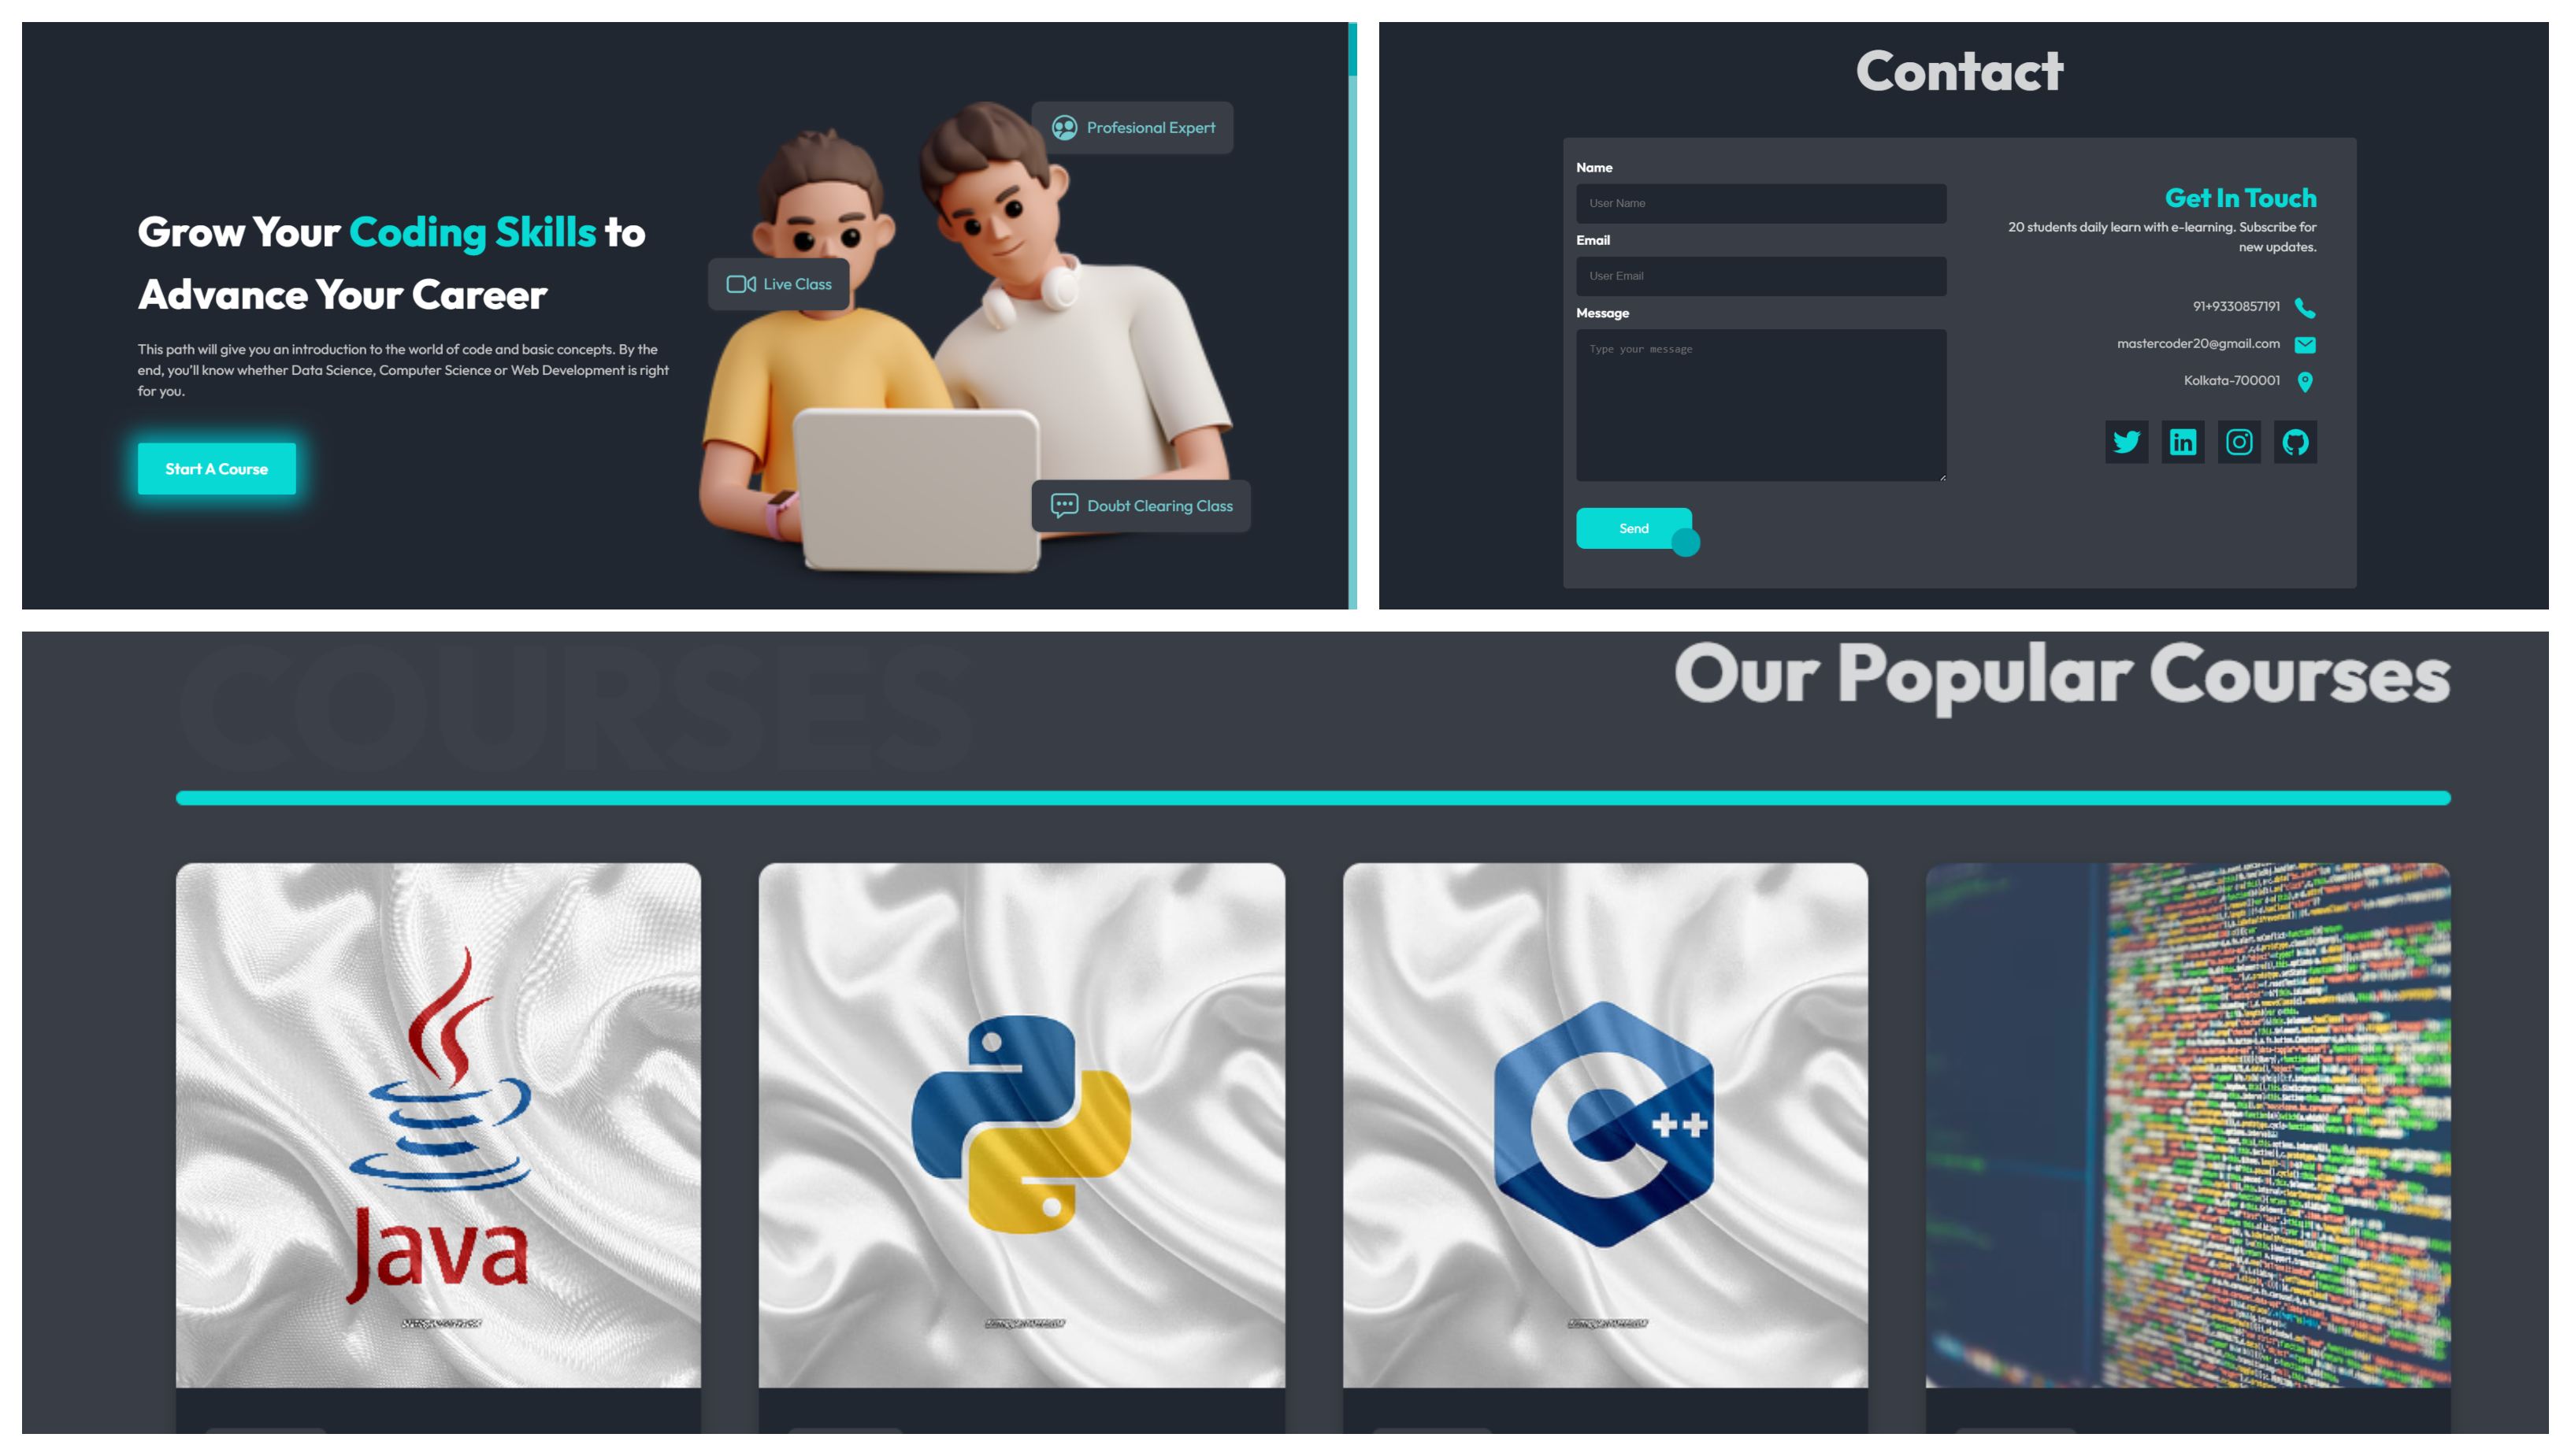 Grow Your Coding Skills to
Advance Your Career
This path will give you an introduction to the world of code and basic concepts. By the
end, you'll know whether Data Science, Computer Science or Web Development is right
for you.
Start A Course
Profesional Expert
Live Class
Doubt Clearing Class
Contact
Name
User Name
Email
User Email
Message
Type your message
Send
Get In Touch
20 students daily learn with e-learning. Subscribe for
new updates.
91+9330857191
mastercoder20@gmail.com
Kolkata-700001
in
COURSES
Our Popular Courses
Java
C++